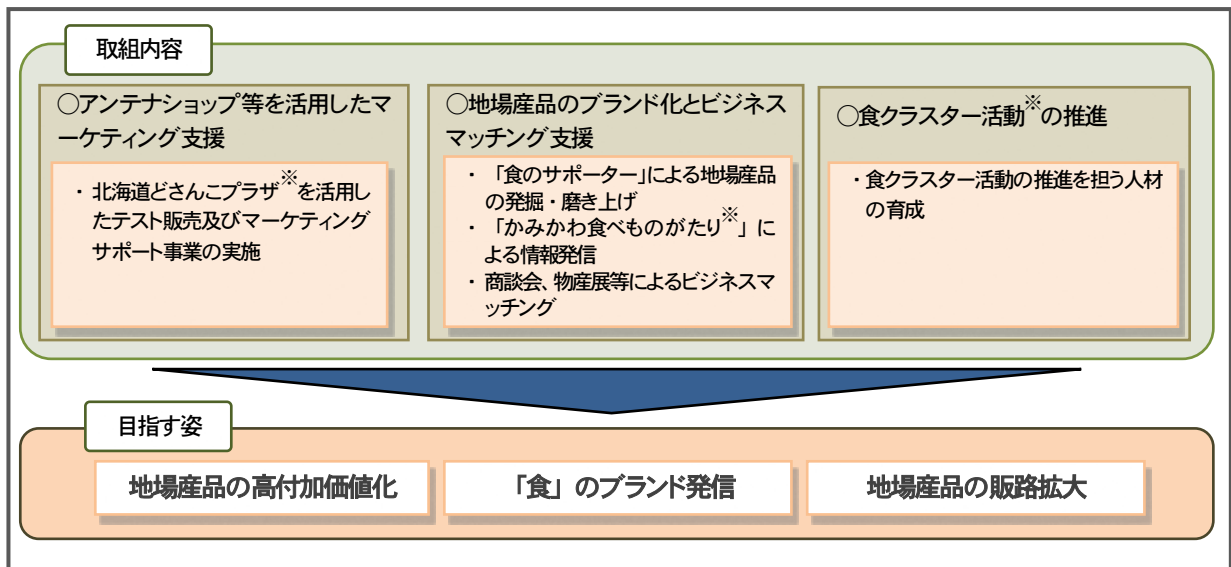 取組内容
○アンテナショップ等を活用したマ
ーケティング支援
・ 北海道どさんこプラザ※を活用し
たテスト販売及びマーケティング
サポート事業の実施
○地場産品のブランド化とビジネス
マッチング支援
・ 「食のサポーター」による地場産品
の発掘・磨き上げ
・ 「かみかわ食べものがたり※」に
よる情報発信
・ 商談会、物産展等によるビジネスマ
ッチング
○食クラスター活動※の推進
・食クラスター活動の推進を担う人材
の育成
目指す姿
地場産品の高付加価値化
「食」のブランド発信
地場産品の販路拡大